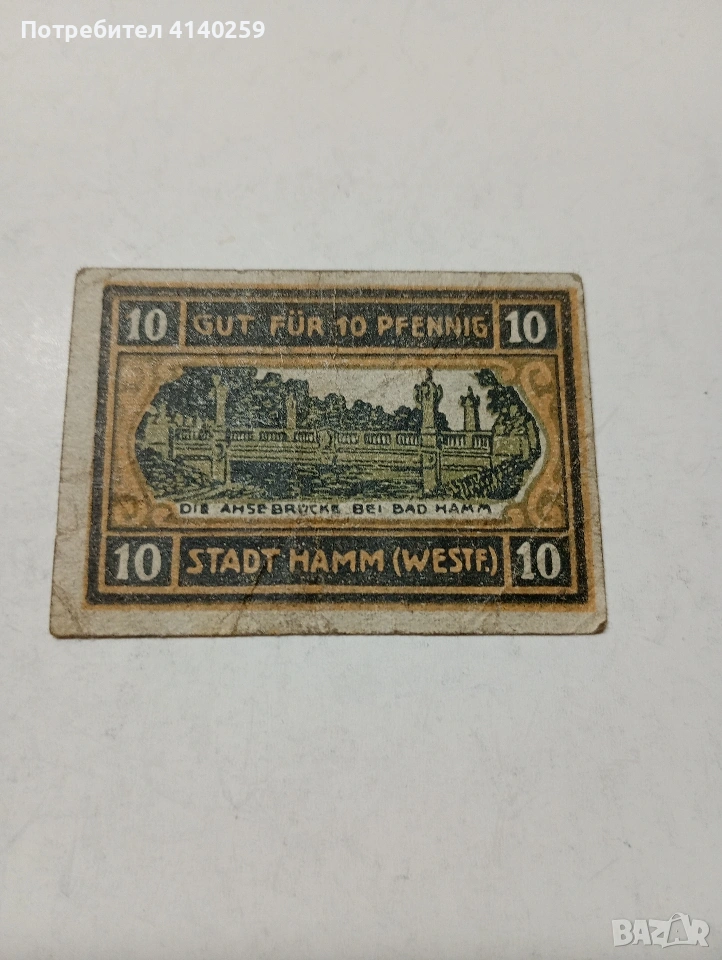 Потребител 4140259
10 GUT FÜR 10 PFENNIG 10
DIE AHSEBRÜCKE BEI BAD HAMM
10 STADT HAMM (WESTF.) 10
BAZAR